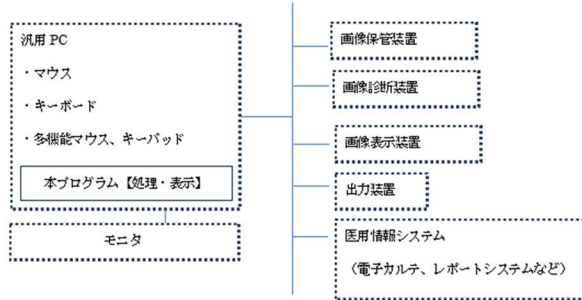 汎用 PC
・マウス
・キーボード
・多機能マウス、キーパッド
本プログラム【処理・表示】
モニタ
画像保管装置
画像診断装置
画像表示装置
出力装置
医用情報システム
（電子カルテ、レポートシステムなど）